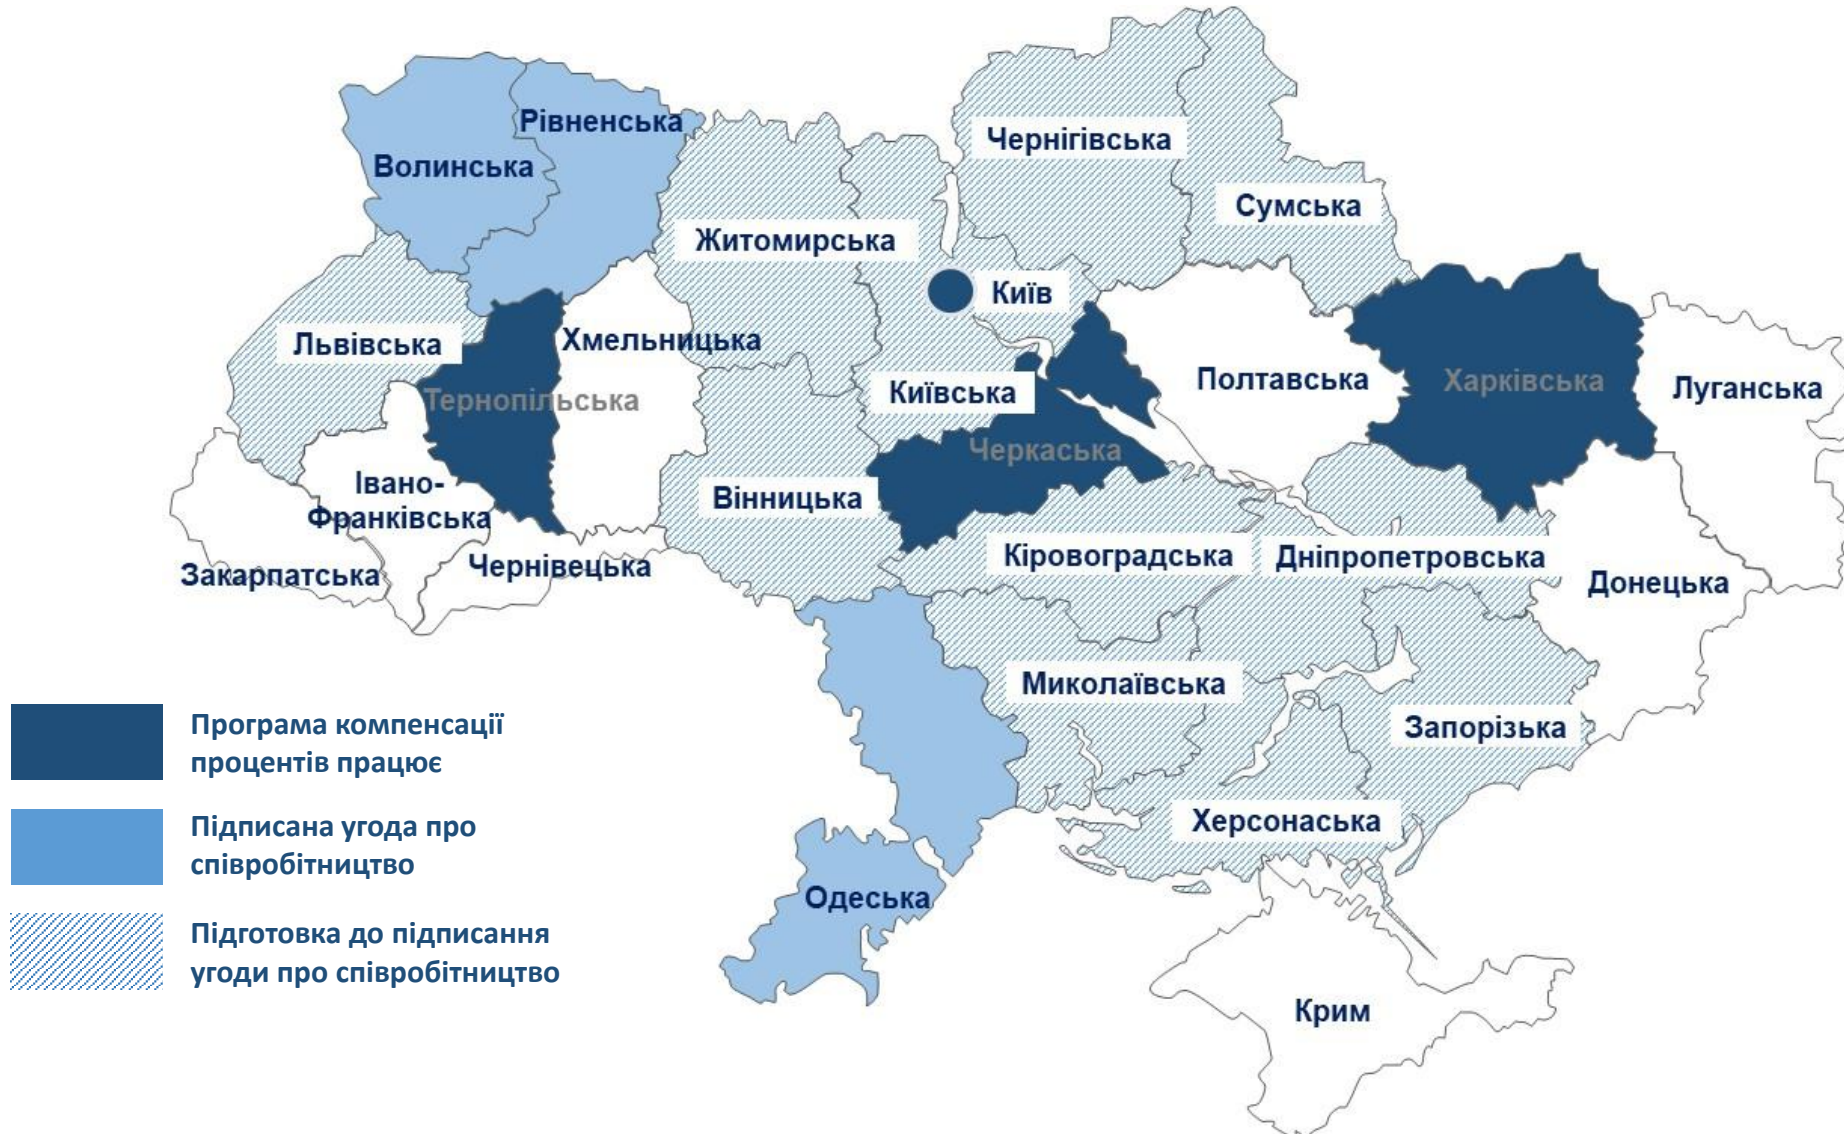 Рівненська
Волинська
Чернігівська
Сумська
Житомирська
Київ
Львівська
Хмельницька
Тернопільська
Київська
Полтавська
Харківська
Луганська
Черкаська
Івано-
Франківська
Вінницька
Закарпатська
Чернівецька
Кіровоградська
Дніпропетровська
Донецька
Миколаївська
Запорізька
Херсонаська
Одеська
Крим
Програма компенсації
процентів працює
Підписана угода про
співробітництво
Підготовка до підписання
угоди про співробітництво